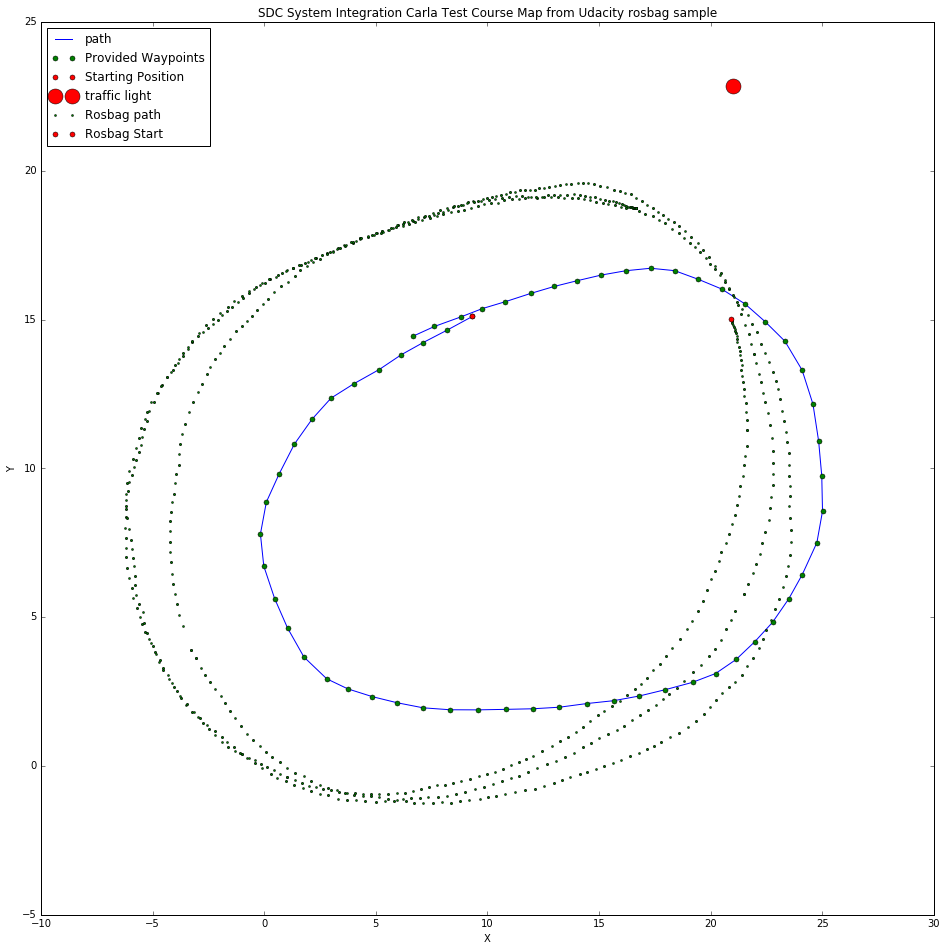 SDC System Integration Carla Test Course Map from Udacity rosbag sample
25
path
Provided Waypoints
Starting Position
traffic light
Rosbag path
Rosbag Start
20
15
10
Y
5
0
−5
−10 −5 0 5 10 15 20 25 30
X